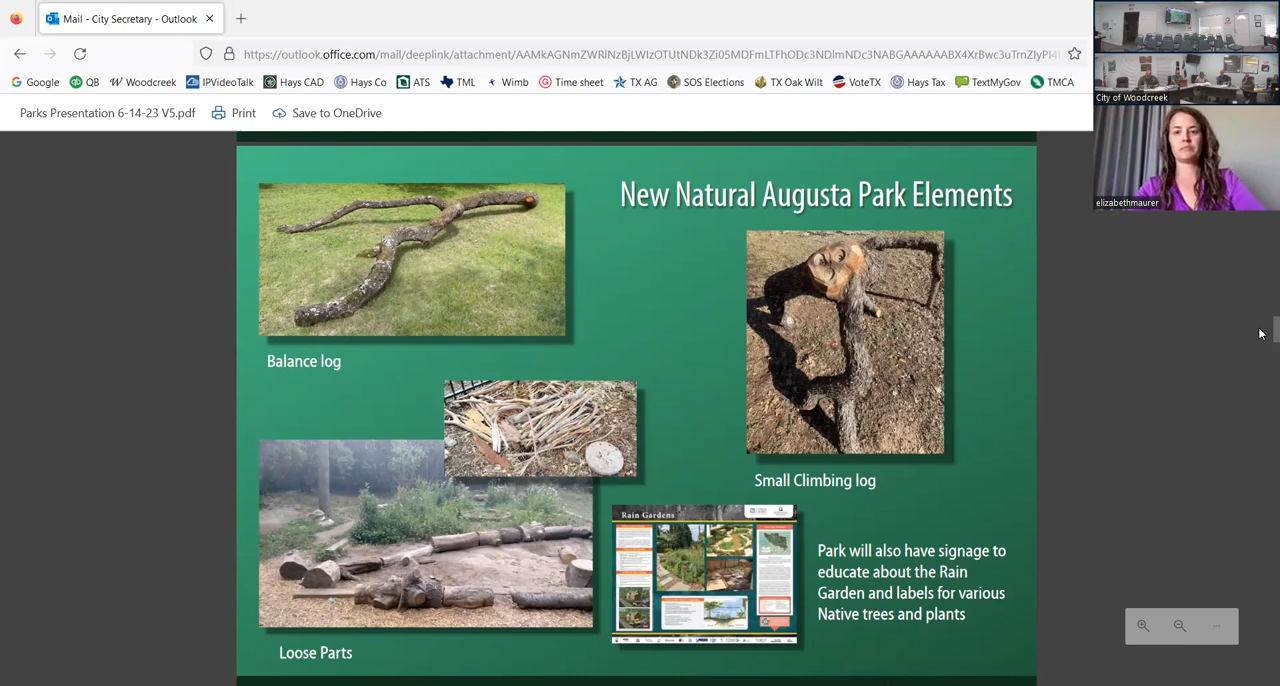 Mail - City Secretary - Outlook
https://outlook.office.com/mail/deeplink/attachment/
Google QB Woodcreek IPVideoTalk Hays CAD Hays Co ATS TML Wimb Time sheet TX AG SOS Elections TX Oak Wilt VoteTX Hays Tax TextMyGov TMCA
City of Woodcreek
Parks Presentation 6-14-23 V5.pdf Print Save to OneDrive
elizabethmaurer
New Natural Augusta Park Elements
Balance log
Small Climbing log
Rain Gardens
Park will also have signage to
educate about the Rain
Garden and labels for various
Native trees and plants
Loose Parts